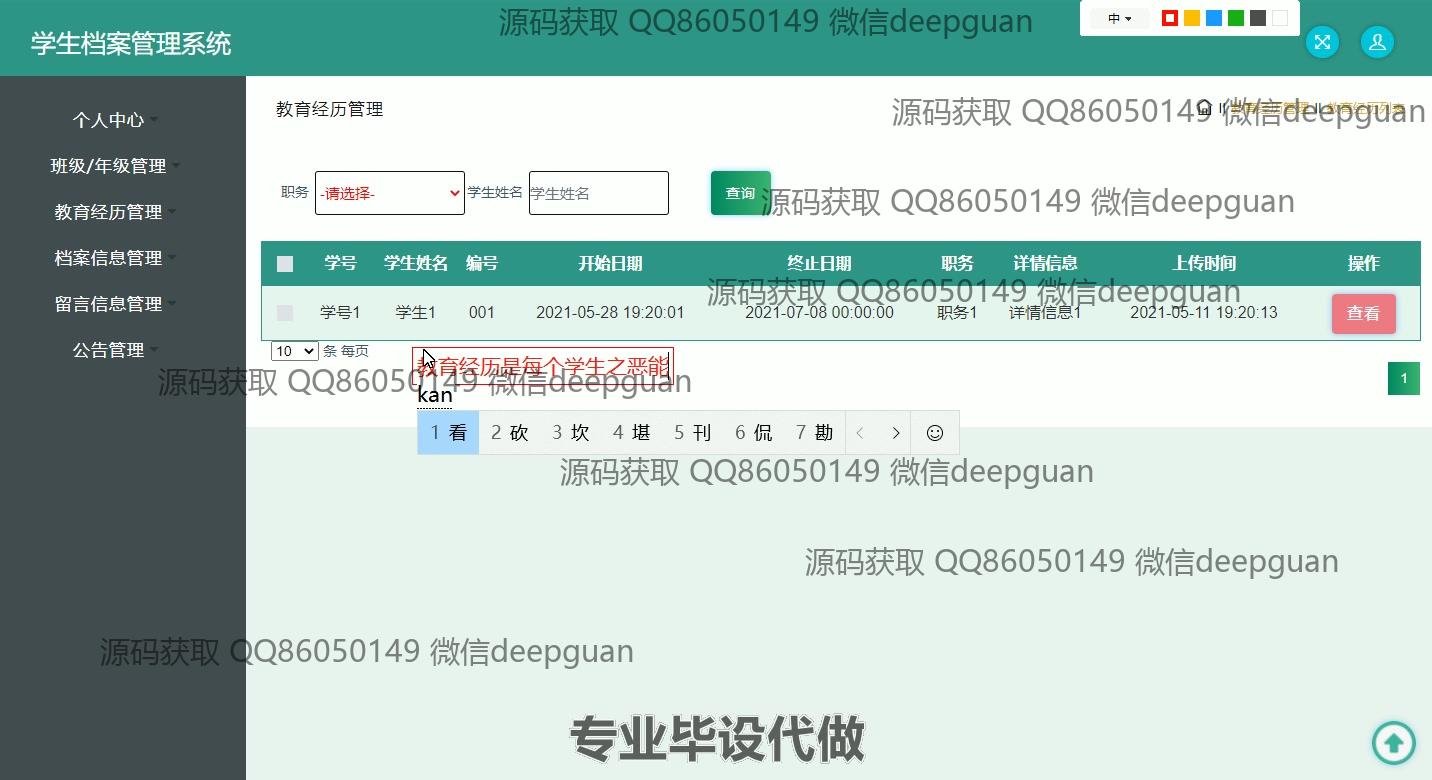 源码获取 QQ86050149 微信deepguan
中
学生档案管理系统
个人中心
班级/年级管理
教育经历管理
档案信息管理
留言信息管理
公告管理
教育经历管理
教育经历管理 // 教育经历列表
源码获取 QQ86050149 微信deepguan
职务 -请选择- 学生姓名 学生姓名 查询
源码获取 QQ86050149 微信deepguan
学号 学生姓名 编号 开始日期 终止日期 职务 详情信息 上传时间 操作
源码获取 QQ86050149 微信deepguan
学号1 学生1 001 2021-05-28 19:20:01 2021-07-08 00:00:00 职务1 详情信息1 2021-05-11 19:20:13 查看
10 条 每页
教育经历是每个学生之恶能
源码获取 QQ86050149 微信deepguan
1
kan
1 看 2 砍 3 坎 4 堪 5 刊 6 侃 7 勘
源码获取 QQ86050149 微信deepguan
源码获取 QQ86050149 微信deepguan
源码获取 QQ86050149 微信deepguan
专业毕设代做